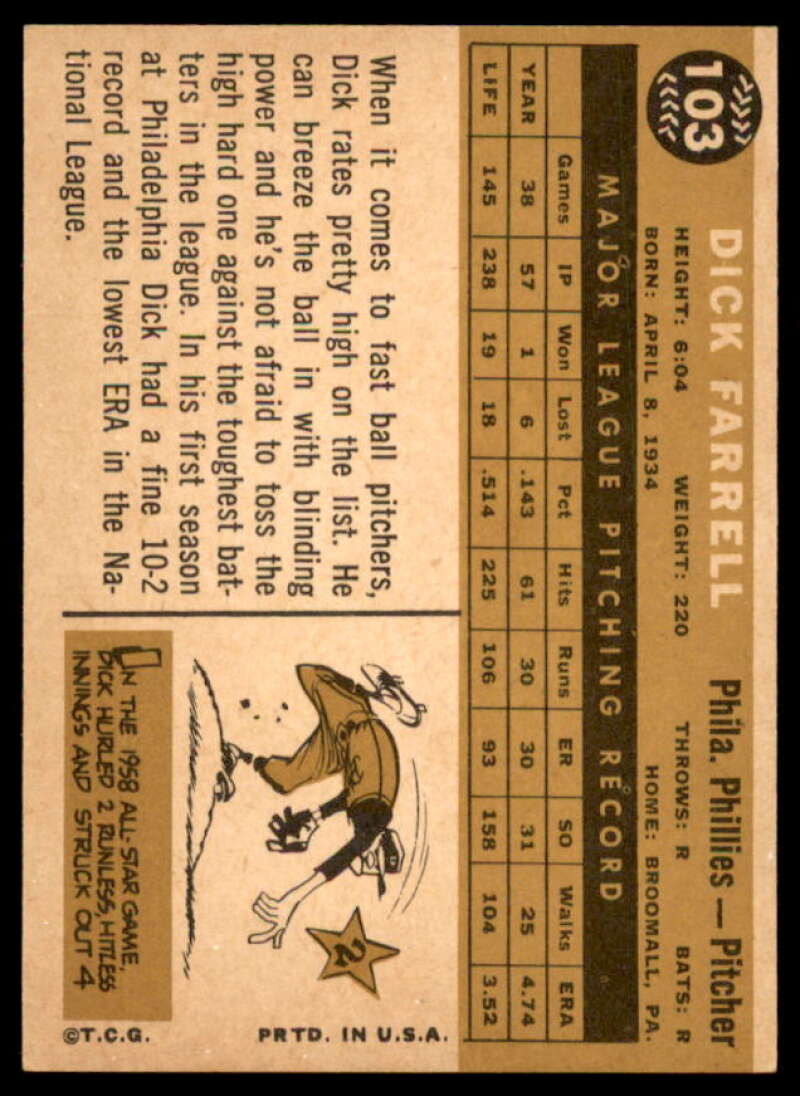 103
DICK FARRELL Phila. Phillies — Pitcher
HEIGHT: 6:04 WEIGHT: 220 THROWS: R BATS: R
BORN: APRIL 8, 1934 HOME: BROOMALL, PA.
MAJOR LEAGUE PITCHING RECORD
Games IP Won Lost Pct Hits Runs ER SO Walks ERA
YEAR 38 57 1 6 .143 61 30 30 31 25 4.74
LIFE 145 238 19 18 .514 225 106 93 158 104 3.52
When it comes to fast ball pitchers,
Dick rates pretty high on the list. He
can breeze the ball in with blinding
power and he's not afraid to toss the
high hard one against the toughest bat-
ters in the league. In his first season
at Philadelphia Dick had a fine 10-2
record and the lowest ERA in the Na-
tional League.
2
IN THE 1958 ALL-STAR GAME,
DICK HURLED 2 RUNLESS, HITLESS
INNINGS AND STRUCK OUT 4
©T.C.G. PRTD. IN U.S.A.